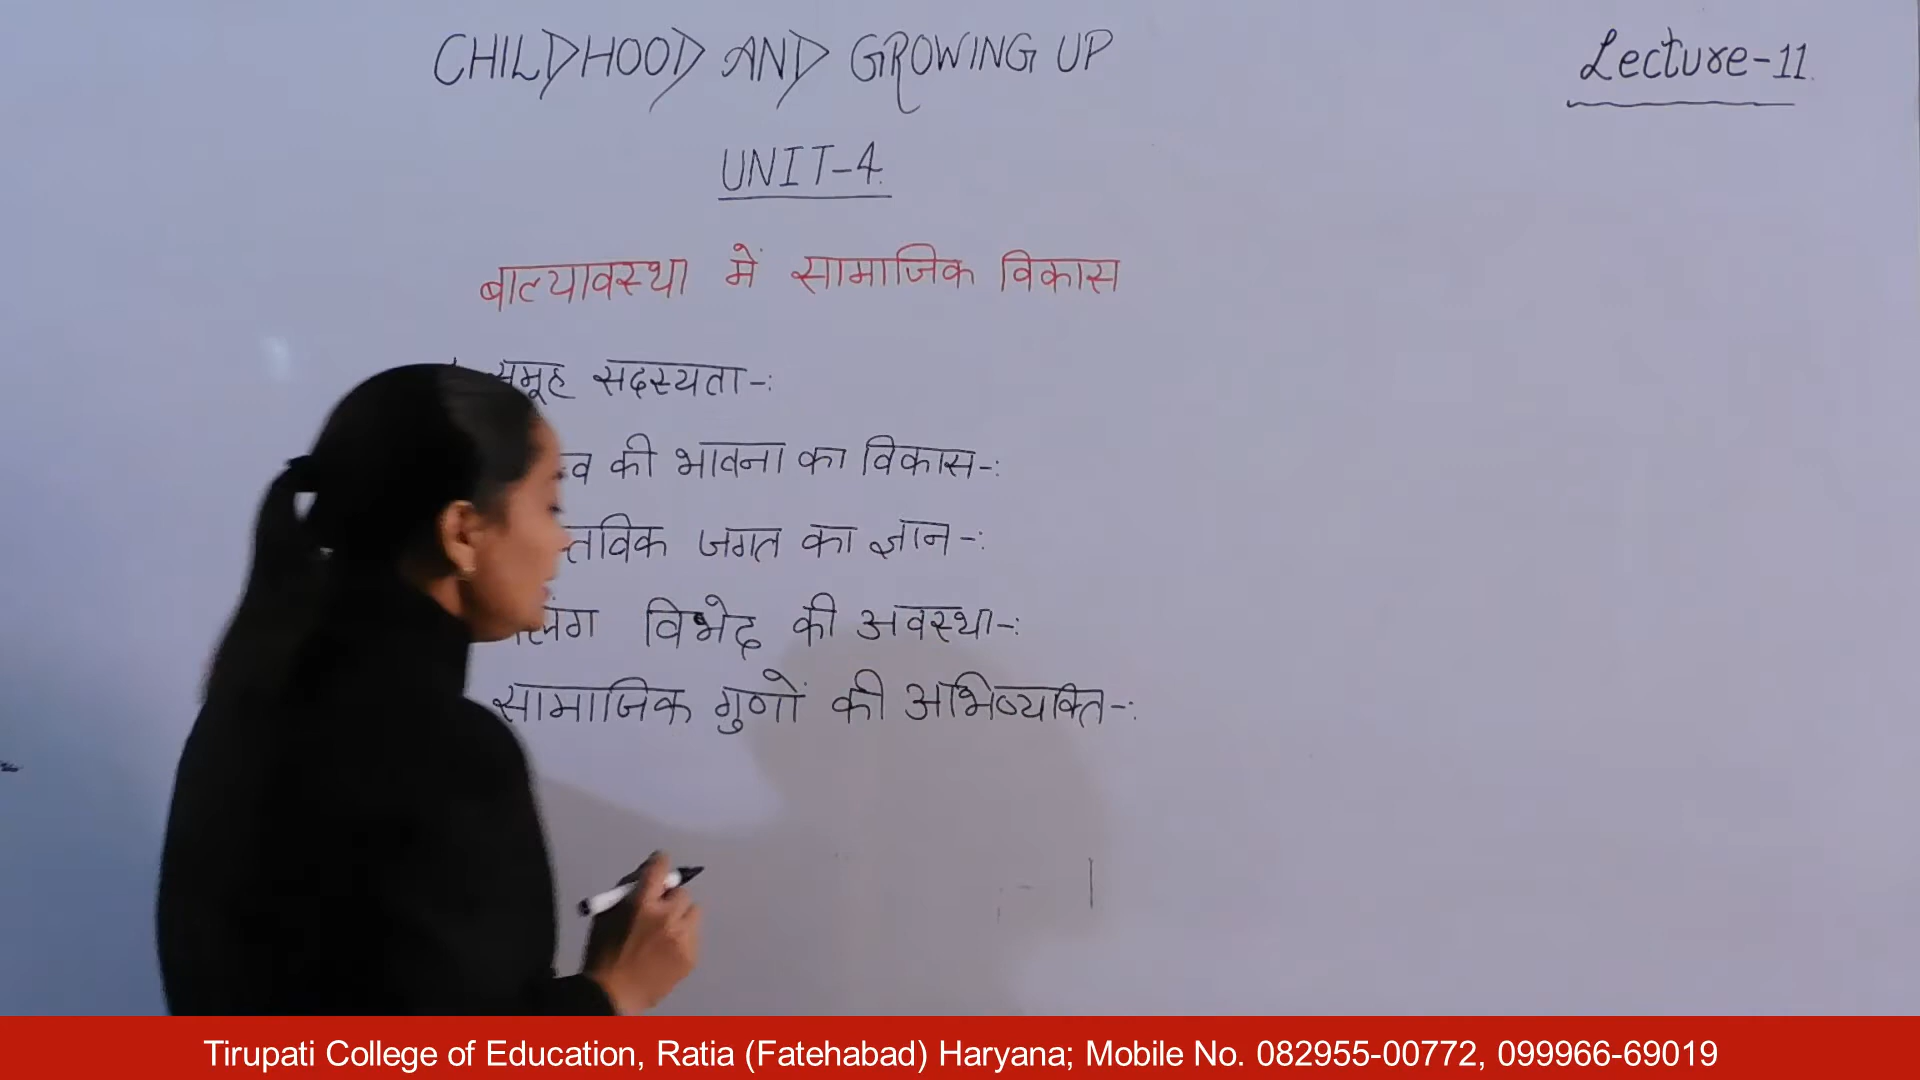 CHILDHOOD AND GROWING UP
Lecture-11.
UNIT-4.
बाल्यावस्था में सामाजिक विकास
समूह सदस्यता-:
की भावना का विकास-:
जगत का ज्ञान-:
विभेद की अवस्था-:
सामाजिक गुणों की अभिव्यक्ति-:
Tirupati College of Education, Ratia (Fatehabad) Haryana; Mobile No. 082955-00772, 099966-69019